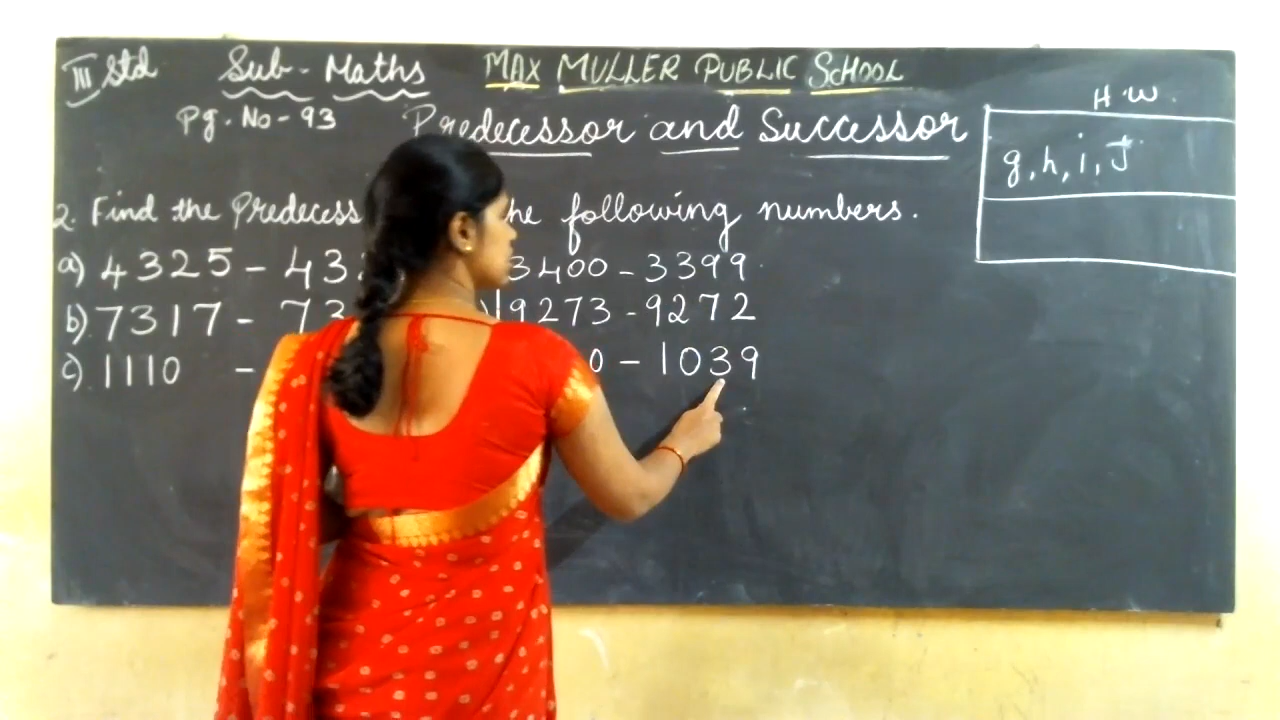 III Std Sub - Maths MAX MULLER PUBLIC SCHOOL
Pg. No - 93 Predecessor and Successor
H.W.
g, h, i, J
2. Find the Predecess he following numbers.
a) 4325 - 43 3400 - 3399
b) 7317 - 73 9273 - 9272
c) 1110 - 0 - 1039